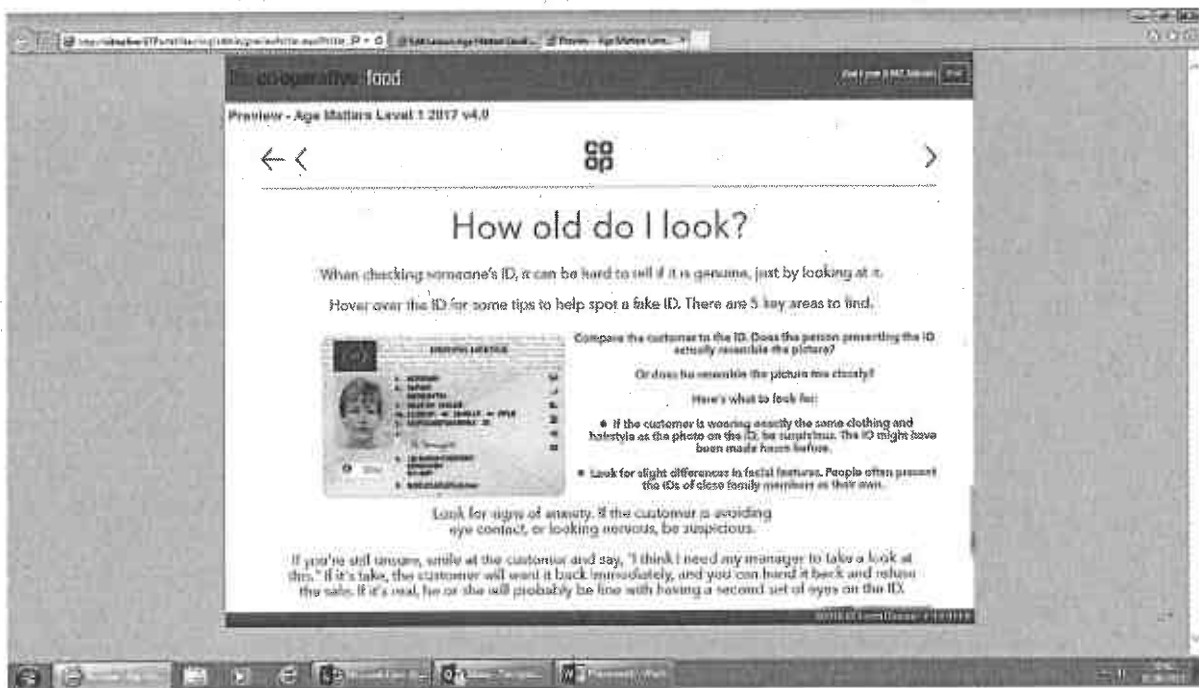 the co-operative food
Preview - Age Matters Level 1 2017 v4.0
co
op
How old do I look?
When checking someone's ID, it can be hard to tell if it is genuine, just by looking at it.
Hover over the ID for some tips to help spot a fake ID. There are 5 key areas to find.
DRIVING LICENCE
Compare the customer to the ID. Does the person presenting the ID
actually resemble the picture?
Or does he resemble the picture too closely?
Here's what to look for:
• If the customer is wearing exactly the same clothing and
hairstyle as the photo on the ID, be suspicious. The ID might have
been made hours before.
• Look for slight differences in facial features. People often present
the IDs of close family members as their own.
Look for signs of anxiety. If the customer is avoiding
eye contact, or looking nervous, be suspicious.
If you're still unsure, smile at the customer and say, "I think I need my manager to take a look at
this." If it's fake, the customer will want it back immediately, and you can hand it back and refuse
the sale. If it's real, he or she will probably be fine with having a second set of eyes on the ID.